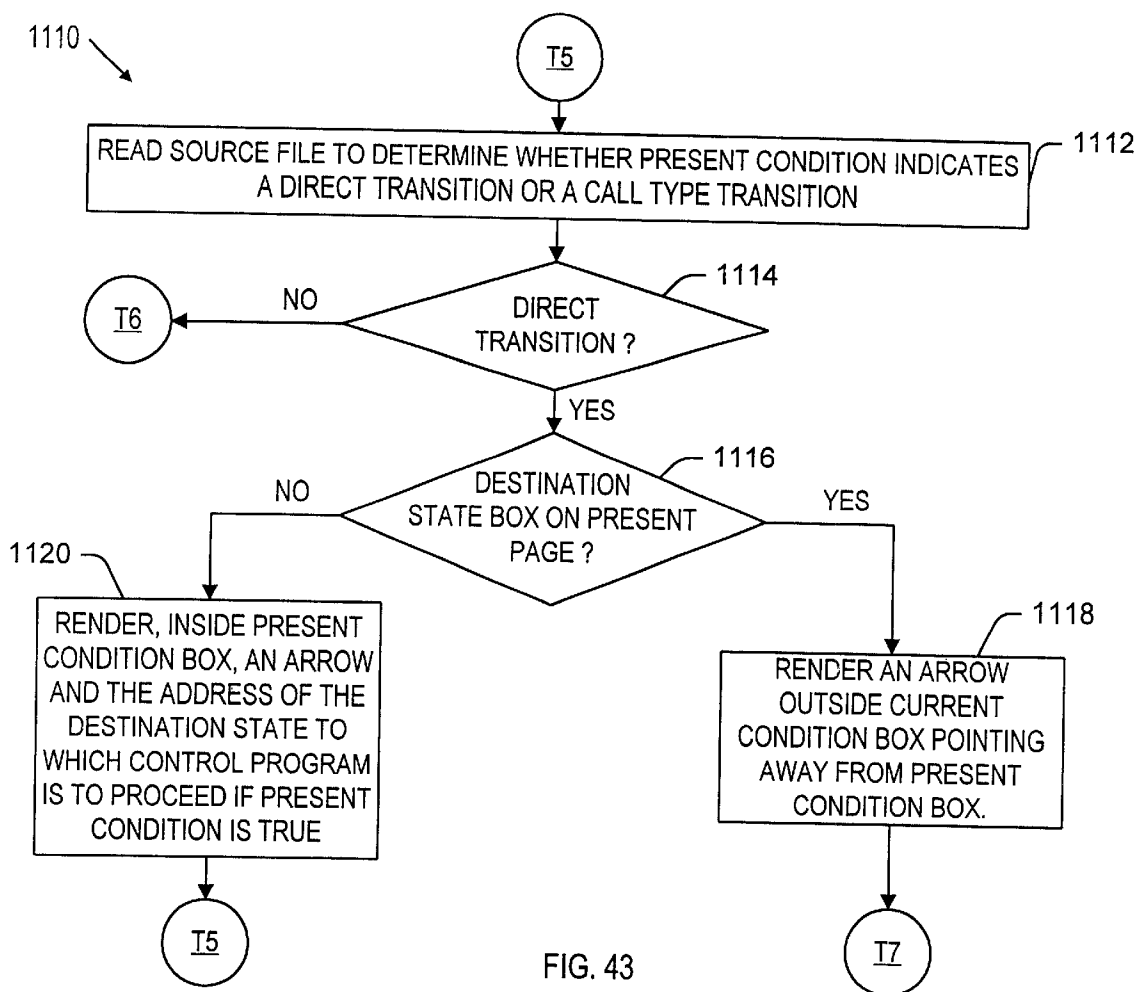 1110
T5
READ SOURCE FILE TO DETERMINE WHETHER PRESENT CONDITION INDICATES
A DIRECT TRANSITION OR A CALL TYPE TRANSITION
1112
1114
NO
T6
DIRECT
TRANSITION ?
YES
1116
NO
DESTINATION
STATE BOX ON PRESENT
PAGE ?
YES
1120
RENDER, INSIDE PRESENT
CONDITION BOX, AN ARROW
AND THE ADDRESS OF THE
DESTINATION STATE TO
WHICH CONTROL PROGRAM
IS TO PROCEED IF PRESENT
CONDITION IS TRUE
1118
RENDER AN ARROW
OUTSIDE CURRENT
CONDITION BOX POINTING
AWAY FROM PRESENT
CONDITION BOX.
T5
T7
FIG. 43